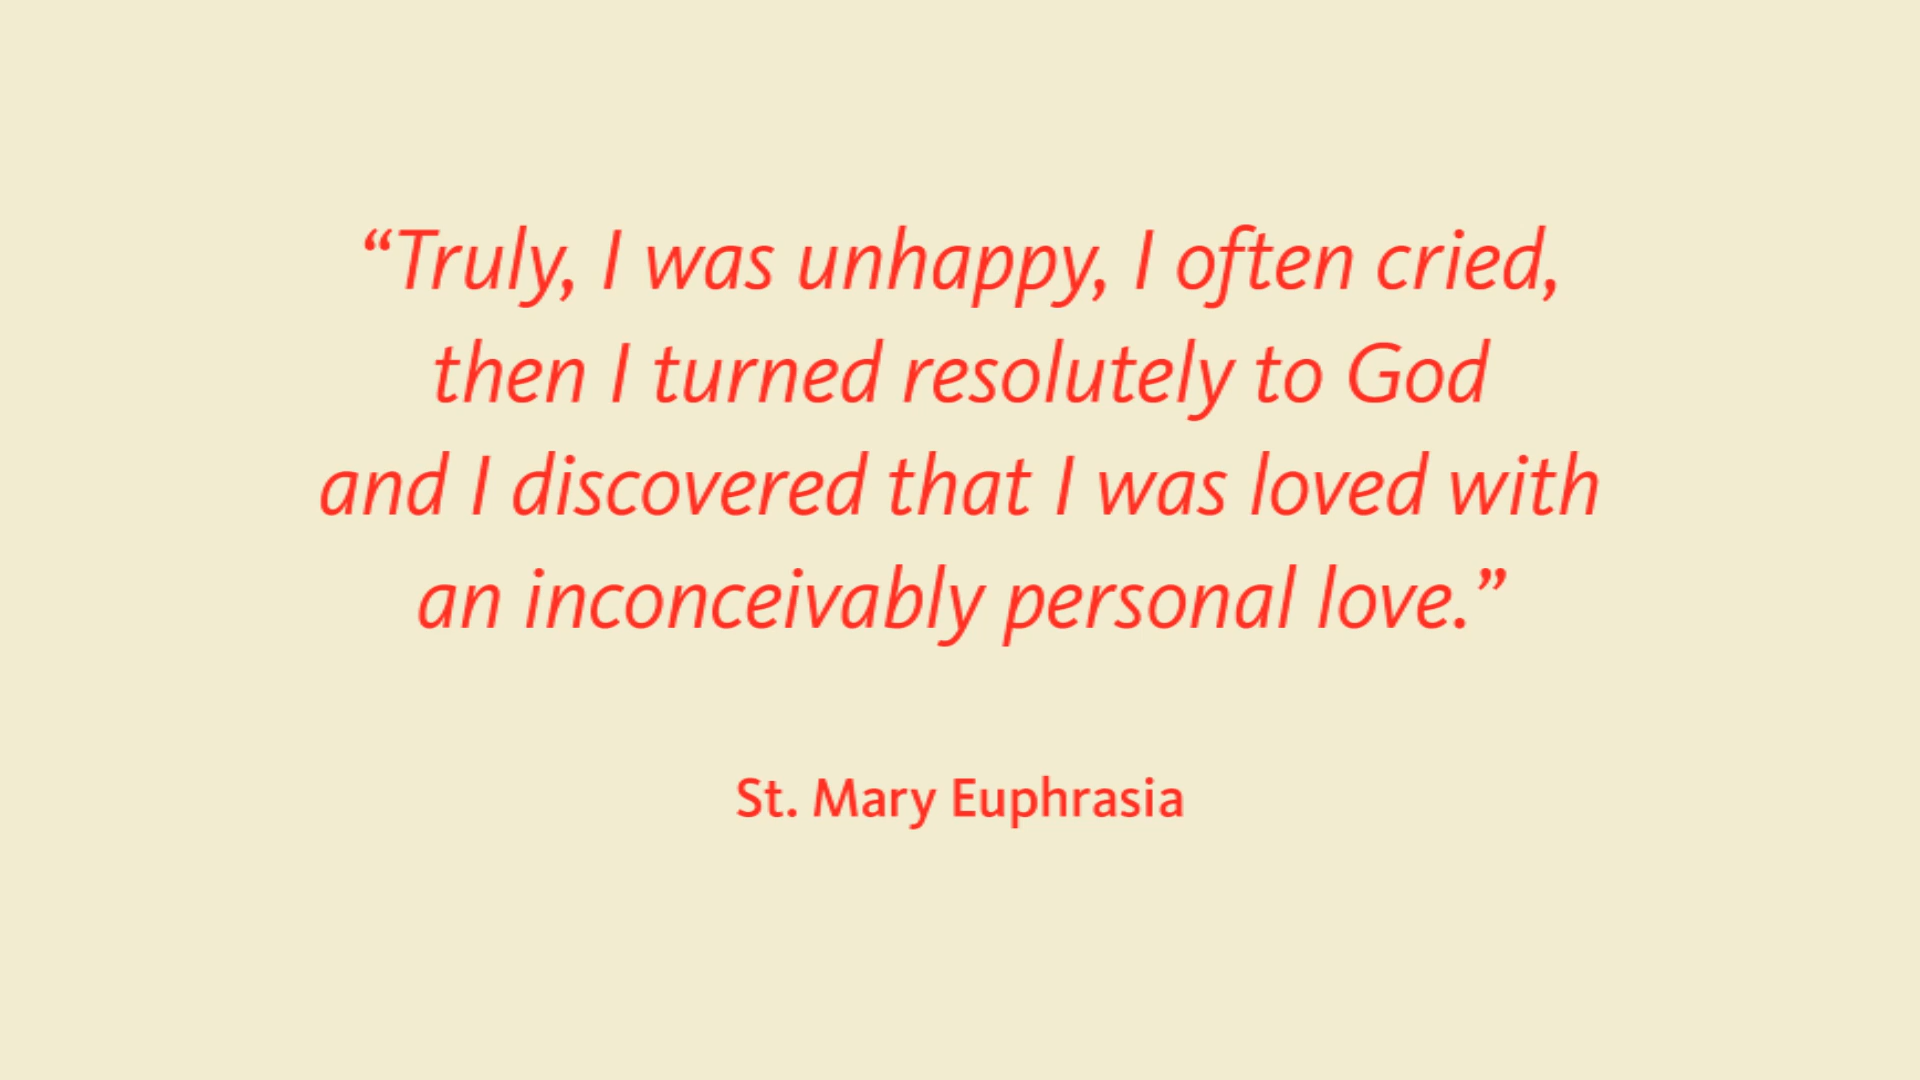 “Truly, I was unhappy, I often cried,
then I turned resolutely to God
and I discovered that I was loved with
an inconceivably personal love.”
St. Mary Euphrasia